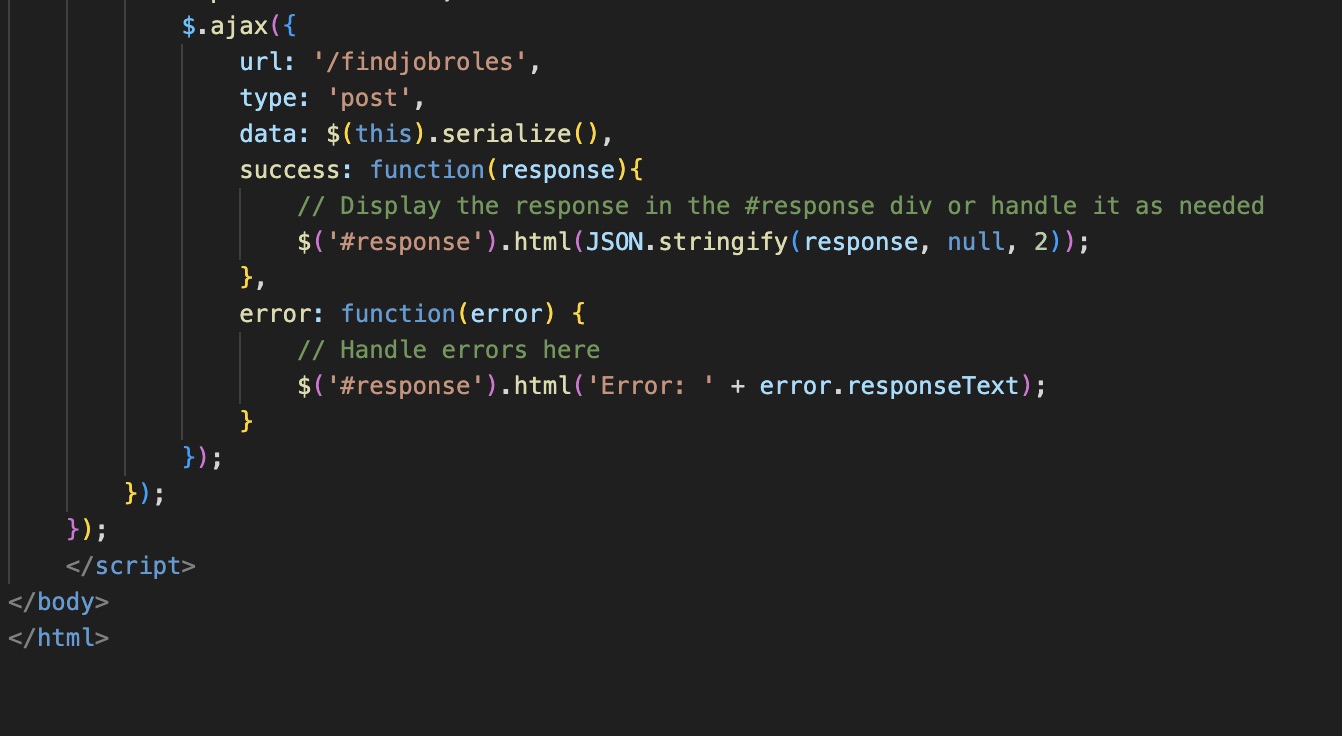 $.ajax({
url: '/findjobroles',
type: 'post',
data: $(this).serialize(),
success: function(response){
// Display the response in the #response div or handle it as needed
$('#response').html(JSON.stringify(response, null, 2));
},
error: function(error) {
// Handle errors here
$('#response').html('Error: ' + error.responseText);
}
});
});
});
</script>
</body>
</html>